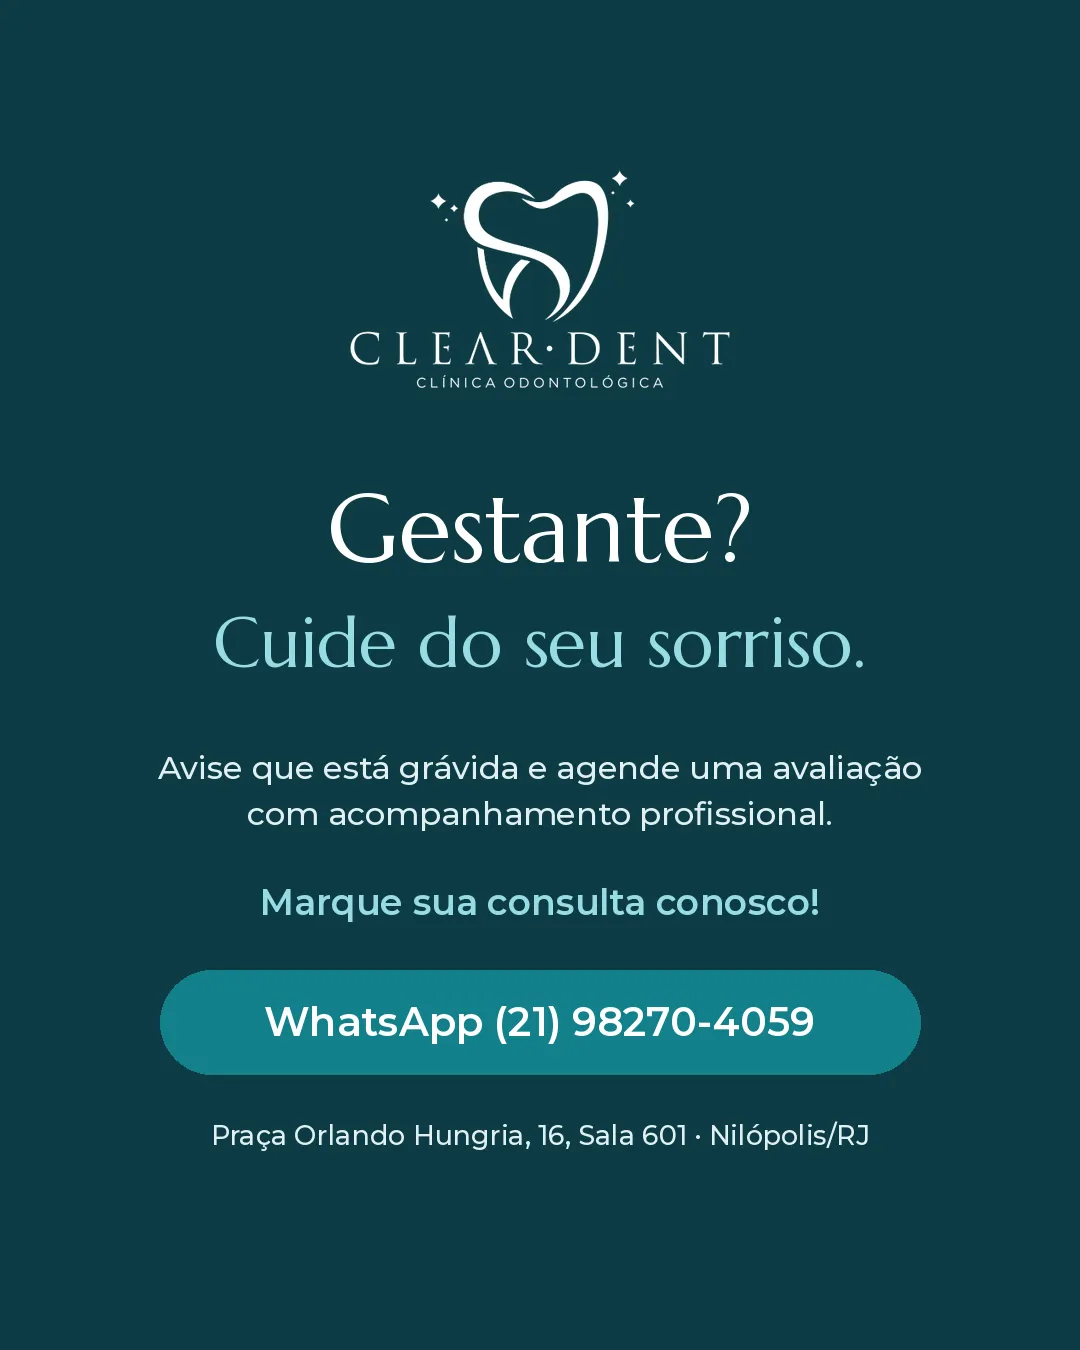 CLEAR·DENT
CLÍNICA ODONTOLÓGICA
Gestante?
Cuide do seu sorriso.
Avise que está grávida e agende uma avaliação
com acompanhamento profissional.
Marque sua consulta conosco!
WhatsApp (21) 98270-4059
Praça Orlando Hungria, 16, Sala 601 · Nilópolis/RJ